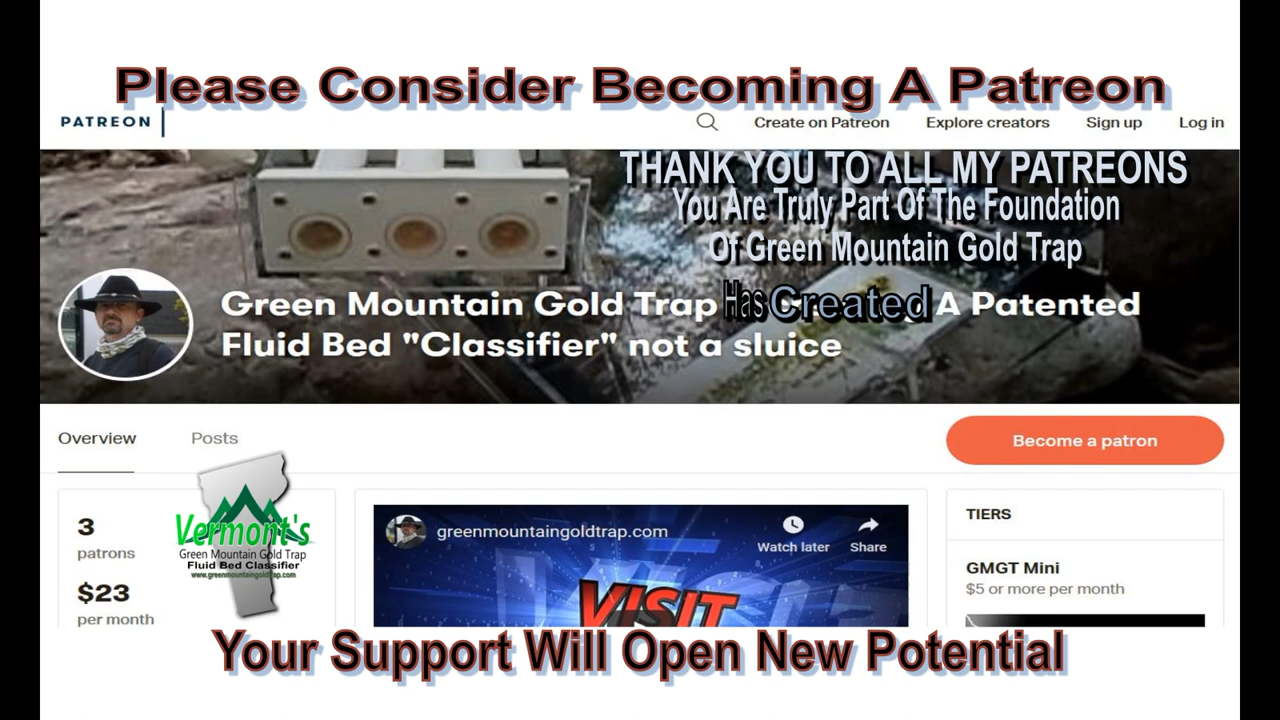 Please Consider Becoming A Patreon
PATREON
Create on Patreon
Explore creators
Sign up
Log in
THANK YOU TO ALL MY PATREONS
You Are Truly Part Of The Foundation
Of Green Mountain Gold Trap
Green Mountain Gold Trap Has Created A Patented
Fluid Bed "Classifier" not a sluice
Overview
Posts
Become a patron
3
patrons
$23
per month
Vermont's
Green Mountain Gold Trap
Fluid Bed Classifier
www.greenmountaingoldtrap.com
greenmountaingoldtrap.com
Watch later
Share
VISIT
TIERS
GMGT Mini
$5 or more per month
Your Support Will Open New Potential